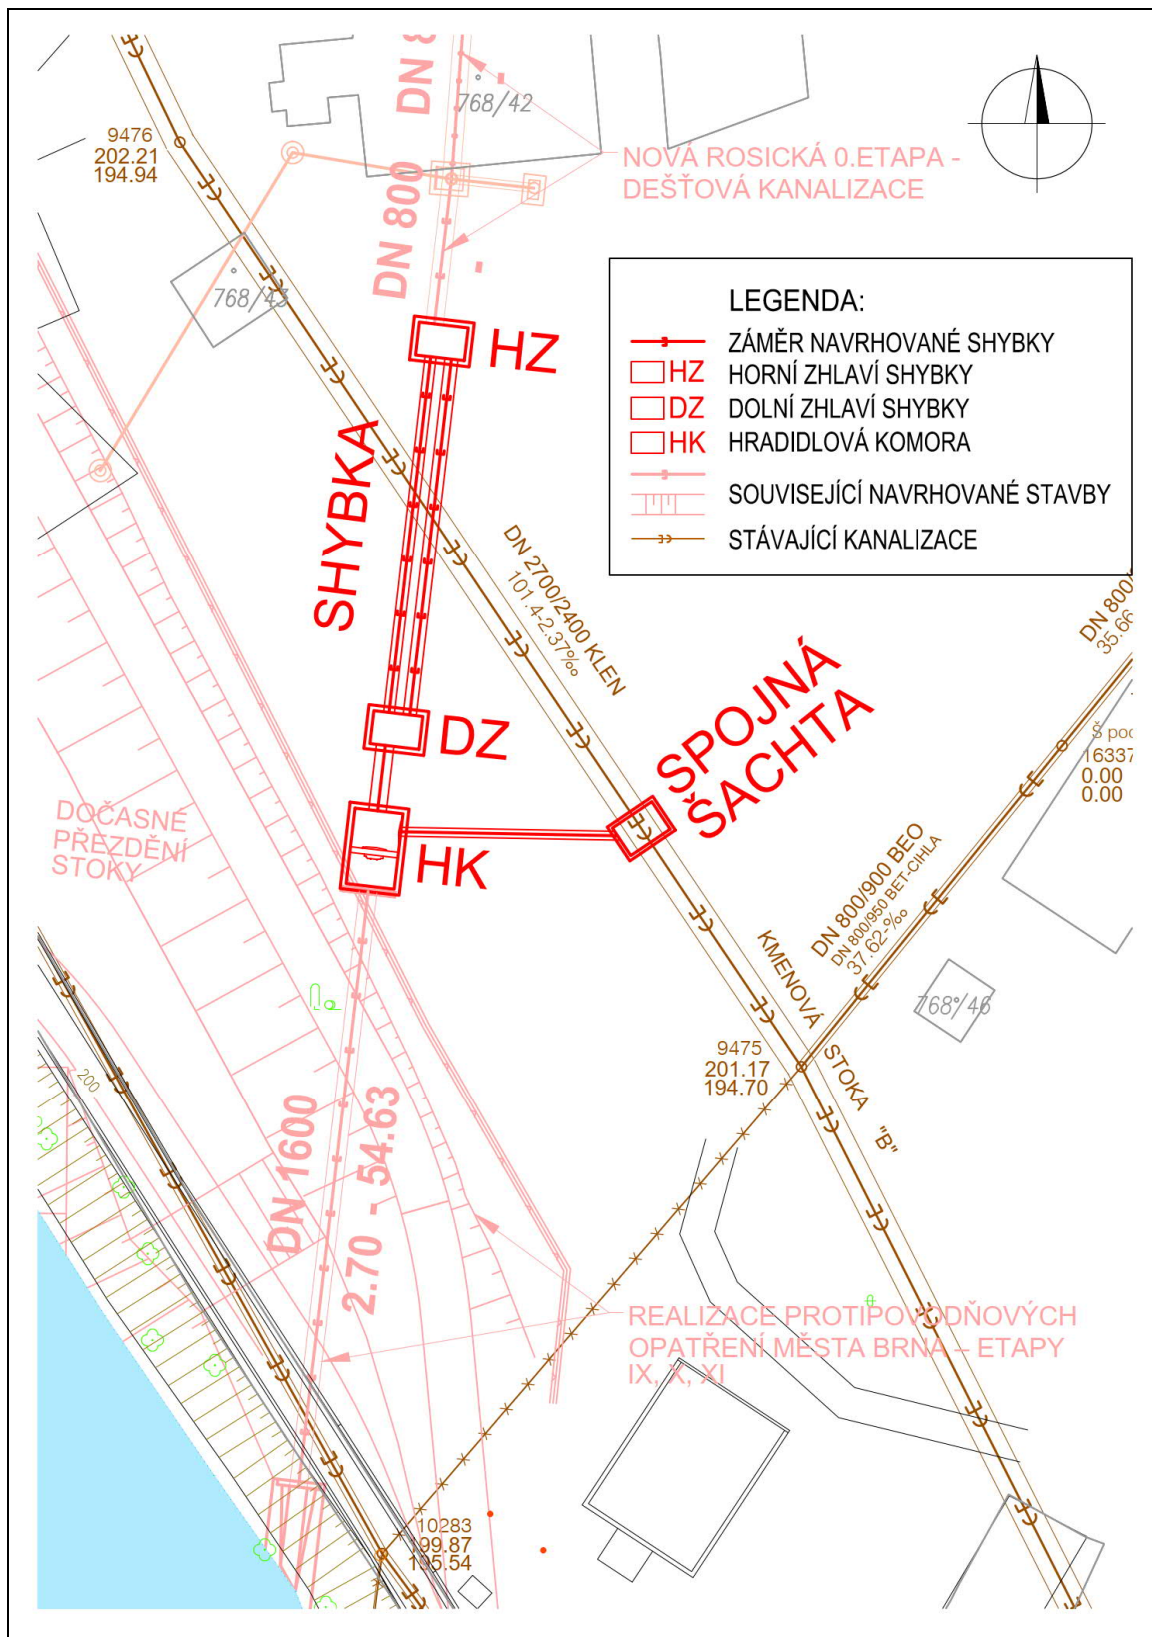 DN 8
768/42
9476
202.21
194.94
NOVÁ ROSICKÁ 0.ETAPA -
DEŠŤOVÁ KANALIZACE
DN 800
768/43
LEGENDA:
ZÁMĚR NAVRHOVANÉ SHYBKY
HZ HORNÍ ZHLAVÍ SHYBKY
DZ DOLNÍ ZHLAVÍ SHYBKY
HK HRADIDLOVÁ KOMORA
SOUVISEJÍCÍ NAVRHOVANÉ STAVBY
STÁVAJÍCÍ KANALIZACE
HZ
SHYBKA
DN 2700/2400 KLEN
101.4-2.37‰
DN 800/
35.66
SPOJNÁ
ŠACHTA
DZ
Š pod
16337
0.00
0.00
DOČASNÉ
PŘEZDĚNÍ
STOKY
HK
DN 800/900 BEO
DN 800/950 BET-CIHLA
37.62-‰
KMENOVÁ STOKA "B"
768/46
9475
201.17
194.70
200
DN 1600
2.70 - 54.63
REALIZACE PROTIPOVODŇOVÝCH
OPATŘENÍ MĚSTA BRNA – ETAPY
IX, X, XI
10283
199.87
195.54